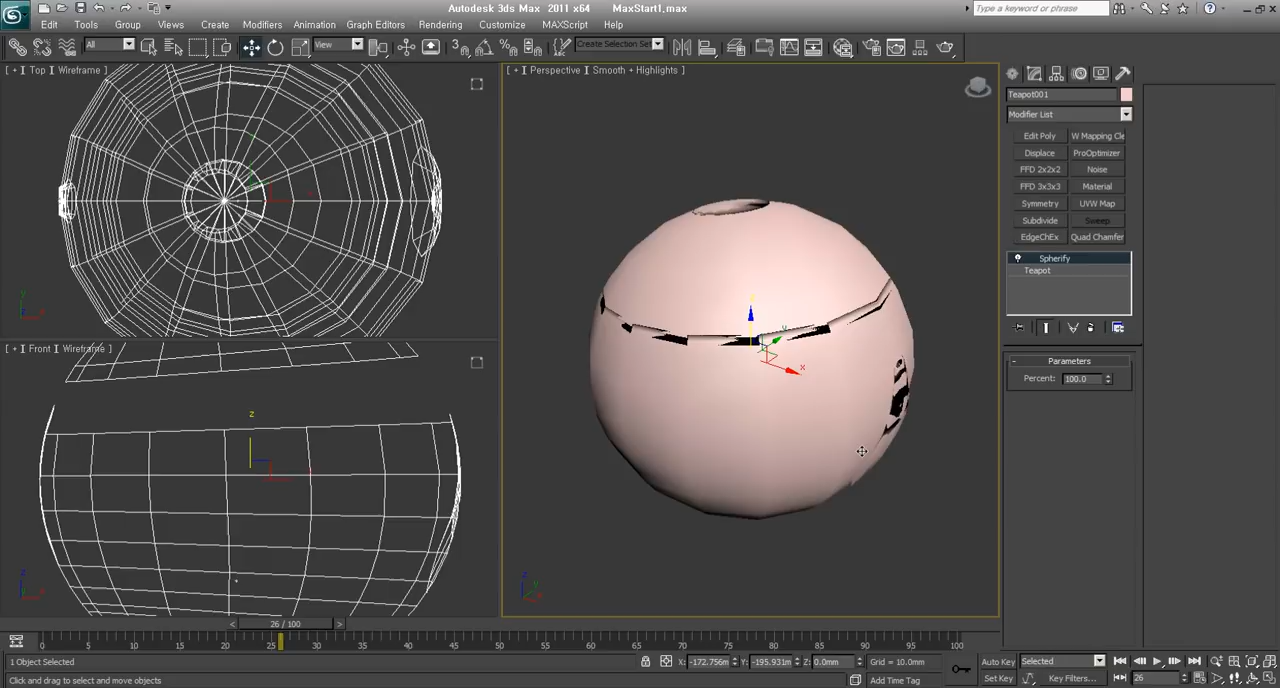 Autodesk 3ds Max 2011 x64 MaxStart1.max
Type a keyword or phrase
Edit Tools Group Views Create Modifiers Animation Graph Editors Rendering Customize MAXScript Help
All View Create Selection Set
[ + ] Top | Wireframe ]
[ + ] Perspective | Smooth + Highlights ]
Teapot001
Modifier List
Edit Poly W Mapping Cle
Displace ProOptimizer
FFD 2x2x2 Noise
FFD 3x3x3 Material
Symmetry UVW Map
Subdivide Sweep
EdgeChEx Quad Chamfer
Spherify
Teapot
[ + ] Front | Wireframe ]
Parameters
Percent: 100.0
z
x
y
26 / 100
0 5 10 15 20 25 30 35 40 45 50 55 60 65 70 75 80 85 90 95 100
1 Object Selected X: -172.756m Y: -195.931m Z: 0.0mm Grid = 10.0mm Auto Key Selected
Click and drag to select and move objects Add Time Tag Set Key Key Filters... 26